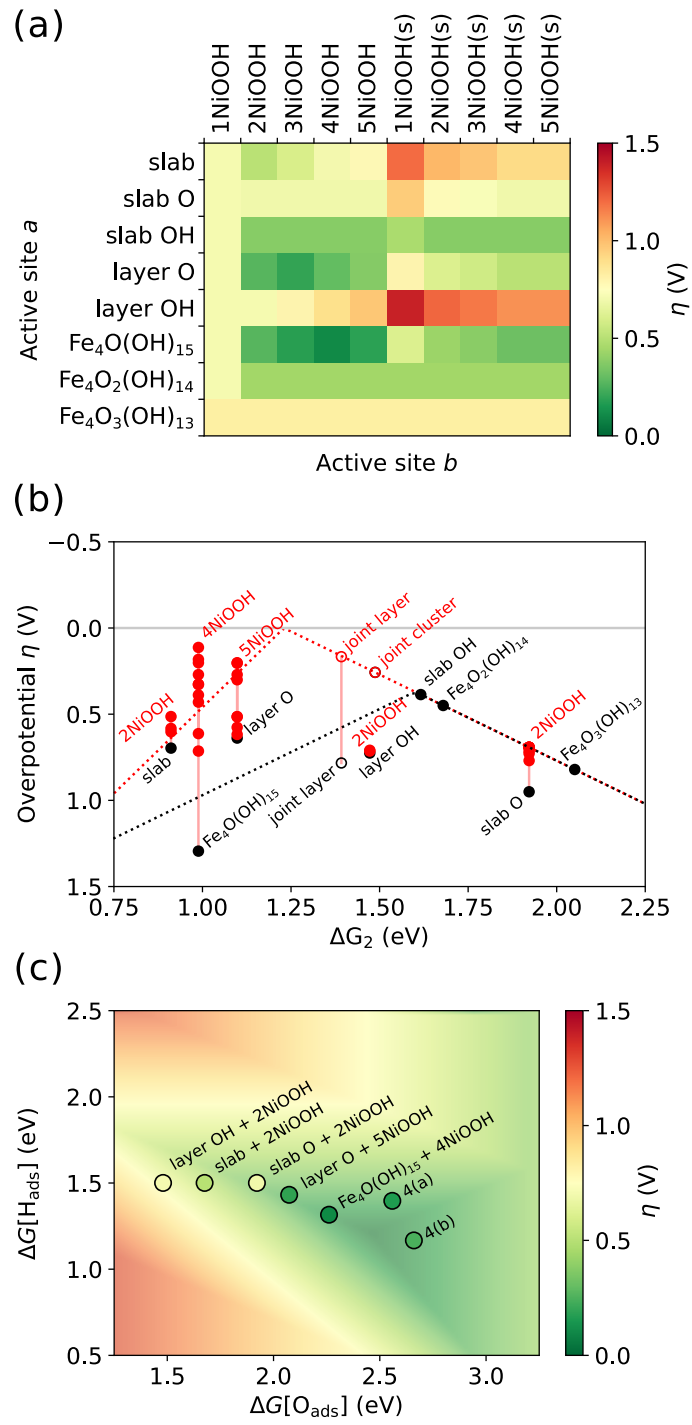 (a)
1NiOOH
2NiOOH
3NiOOH
4NiOOH
5NiOOH
1NiOOH(s)
2NiOOH(s)
3NiOOH(s)
4NiOOH(s)
5NiOOH(s)
Active site a
slab
slab O
slab OH
layer O
layer OH
Fe₄O(OH)₁₅
Fe₄O₂(OH)₁₄
Fe₄O₃(OH)₁₃
Active site b
1.5
1.0
0.5
0.0
η (V)
(b)
Overpotential η (V)
−0.5
0.0
0.5
1.0
1.5
2NiOOH
4NiOOH
5NiOOH
joint layer
joint cluster
slab OH
Fe₄O₂(OH)₁₄
2NiOOH
Fe₄O₃(OH)₁₃
slab
Fe₄O(OH)₁₅
layer O
joint layer
2NiOOH
layer OH
slab O
0.75 1.00 1.25 1.50 1.75 2.00 2.25
ΔG₂ (eV)
(c)
ΔG[H_ads] (eV)
2.5
2.0
1.5
1.0
0.5
layer OH + 2NiOOH
slab + 2NiOOH
slab O + 2NiOOH
layer O + 5NiOOH
Fe₄O(OH)₁₅ + 4NiOOH
4(a)
4(b)
1.5 2.0 2.5 3.0
ΔG[O_ads] (eV)
1.5
1.0
0.5
0.0
η (V)